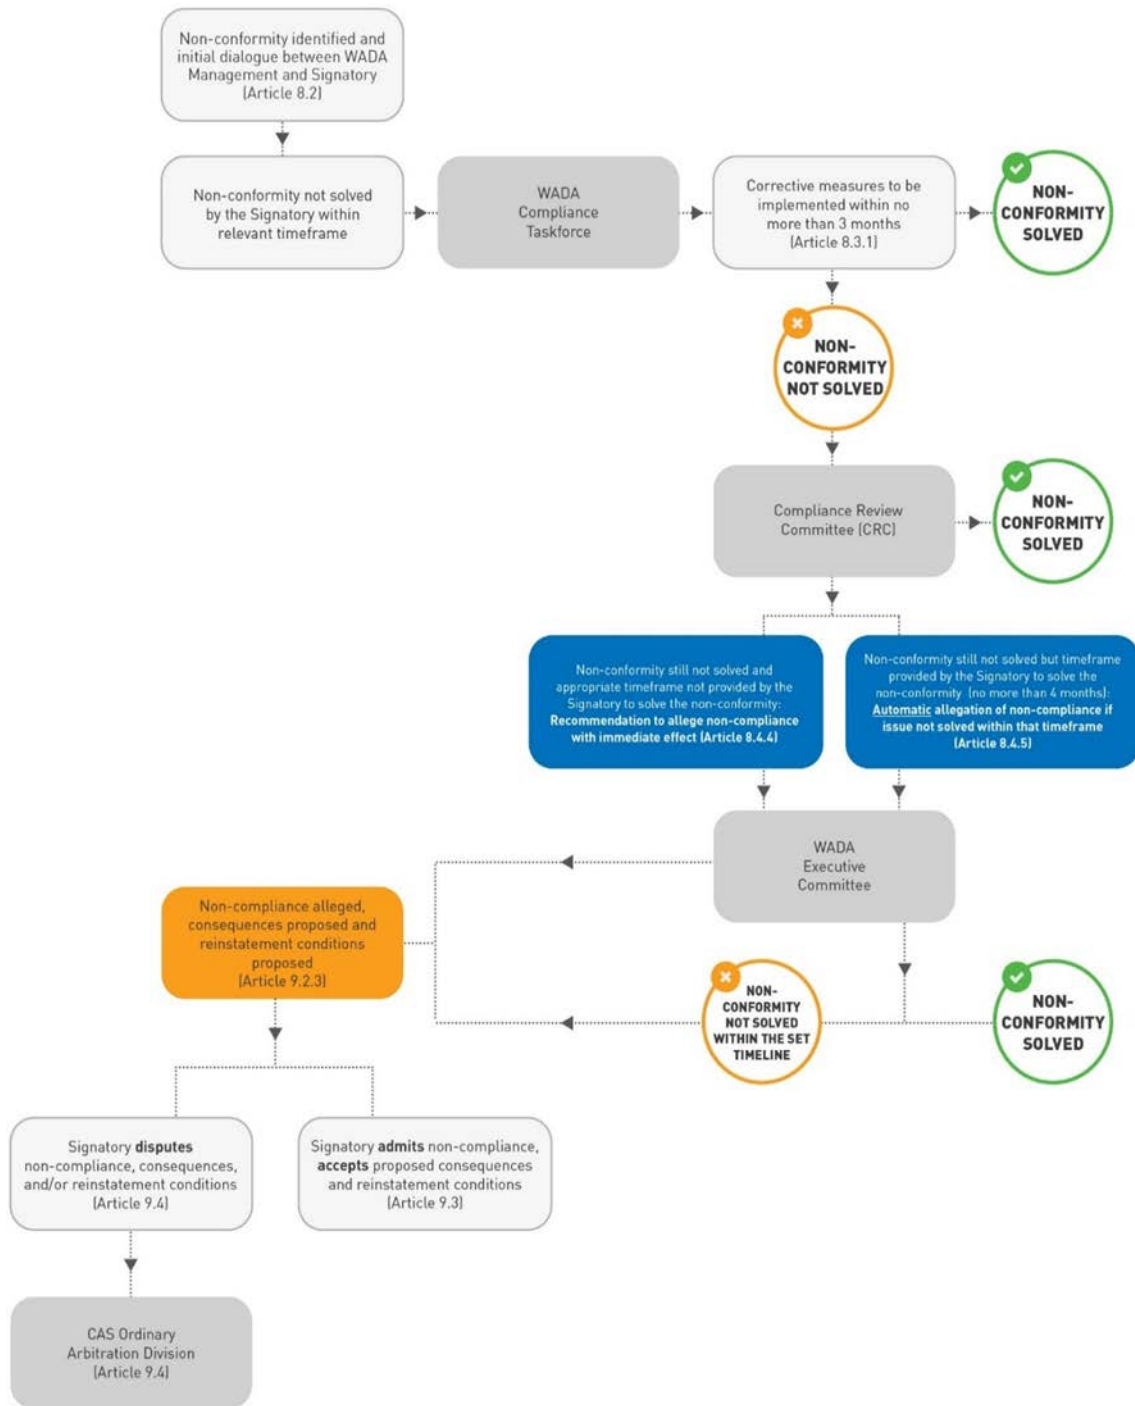 Non-conformity identified and
initial dialogue between WADA
Management and Signatory
(Article 8.2)
Non-conformity not solved
by the Signatory within
relevant timeframe
WADA
Compliance
Taskforce
Corrective measures to be
implemented within no
more than 3 months
(Article 8.3.1)
NON-
CONFORMITY
SOLVED
NON-
CONFORMITY
NOT SOLVED
Compliance Review
Committee (CRC)
NON-
CONFORMITY
SOLVED
Non-conformity still not solved and
appropriate timeframe not provided by the
Signatory to solve the non-conformity:
Recommendation to allege non-compliance
with immediate effect (Article 8.4.4)
Non-conformity still not solved but timeframe
provided by the Signatory to solve the
non-conformity (no more than 4 months):
Automatic allegation of non-compliance if
issue not solved within that timeframe
(Article 8.4.5)
WADA
Executive
Committee
Non-compliance alleged,
consequences proposed and
reinstatement conditions
proposed
(Article 9.2.3)
NON-
CONFORMITY
NOT SOLVED
WITHIN THE SET
TIMELINE
NON-
CONFORMITY
SOLVED
Signatory disputes
non-compliance, consequences,
and/or reinstatement conditions
(Article 9.4)
Signatory admits non-compliance,
accepts proposed consequences
and reinstatement conditions
(Article 9.3)
CAS Ordinary
Arbitration Division
(Article 9.4)